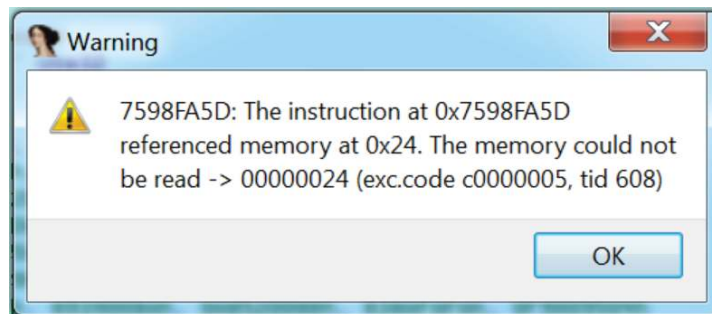 Warning
7598FA5D: The instruction at 0x7598FA5D
referenced memory at 0x24. The memory could not
be read -> 00000024 (exc.code c0000005, tid 608)
OK